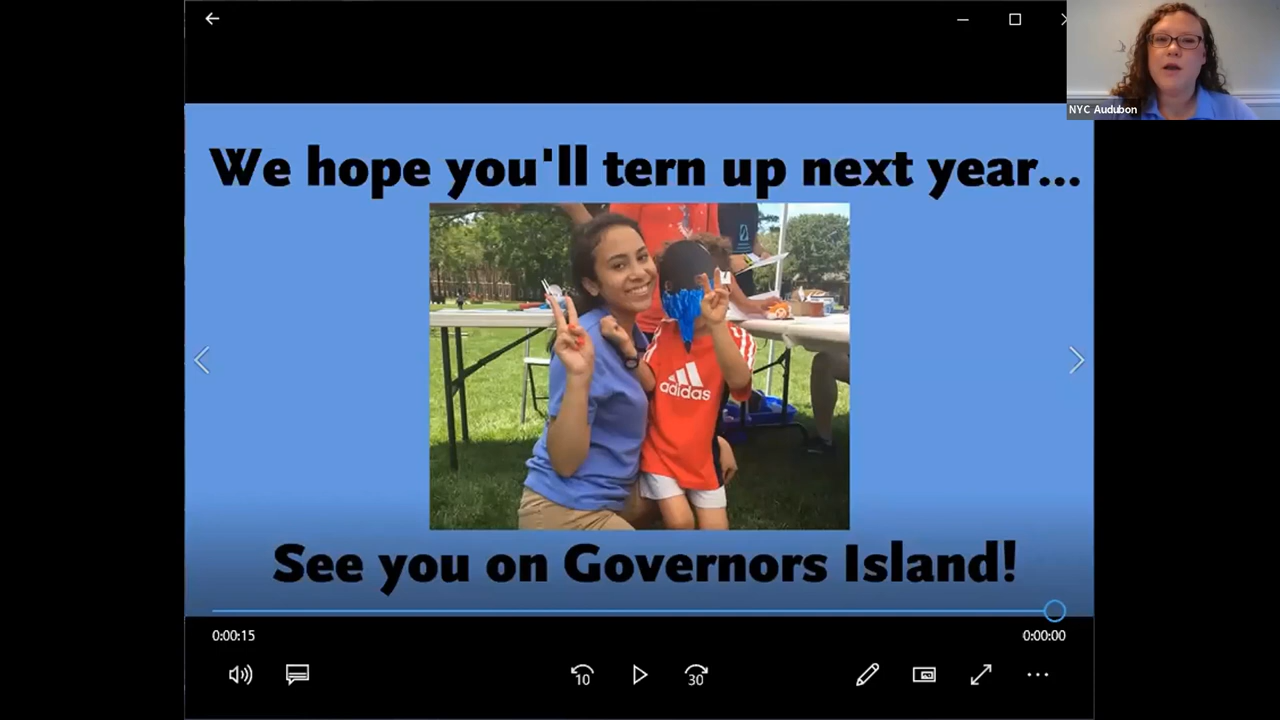 NYC Audubon
We hope you'll tern up next year...
adidas
See you on Governors Island!
0:00:15
0:00:00
10
30